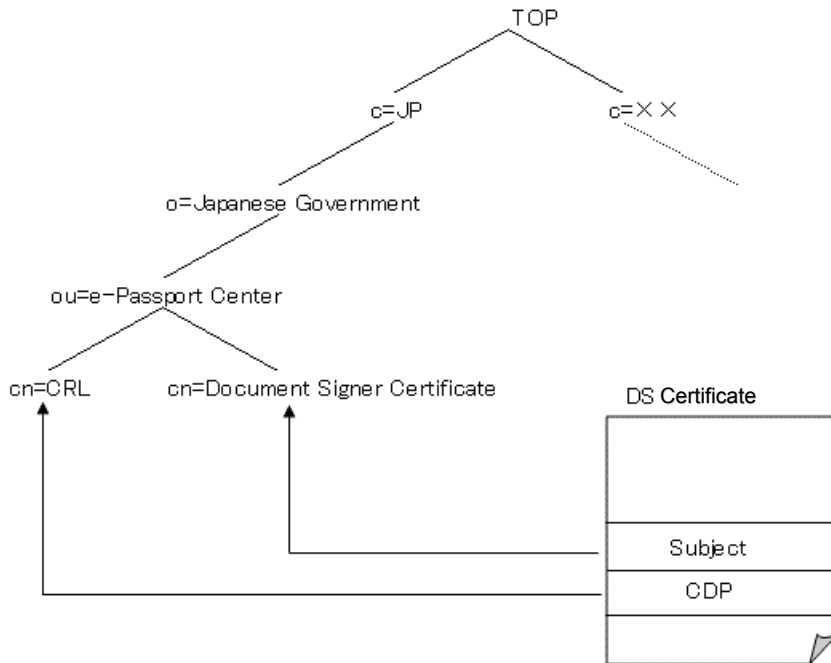 TOP
c=JP
c=××
o=Japanese Government
ou=e-Passport Center
cn=CRL
cn=Document Signer Certificate
DS Certificate
Subject
CDP